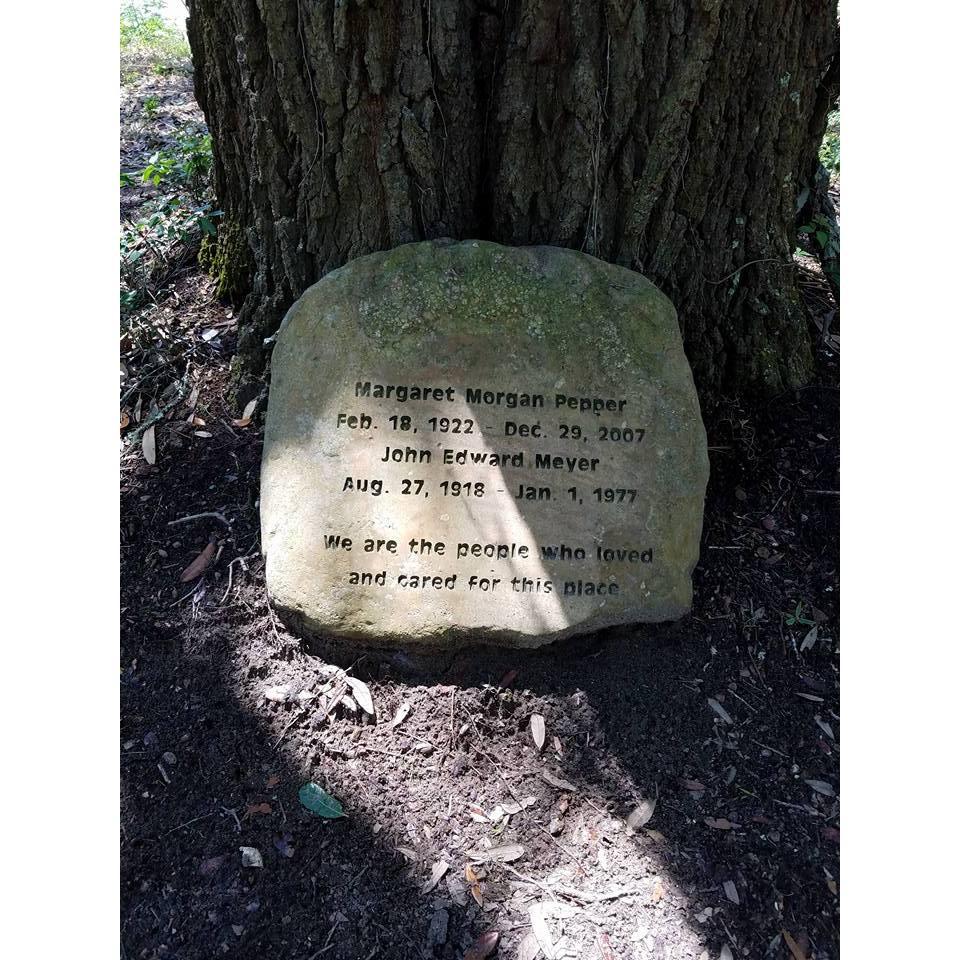 Margaret Morgan Pepper
Feb. 18, 1922 - Dec. 29, 2007
John Edward Meyer
Aug. 27, 1918 - Jan. 1, 1977
We are the people who loved
and cared for this place